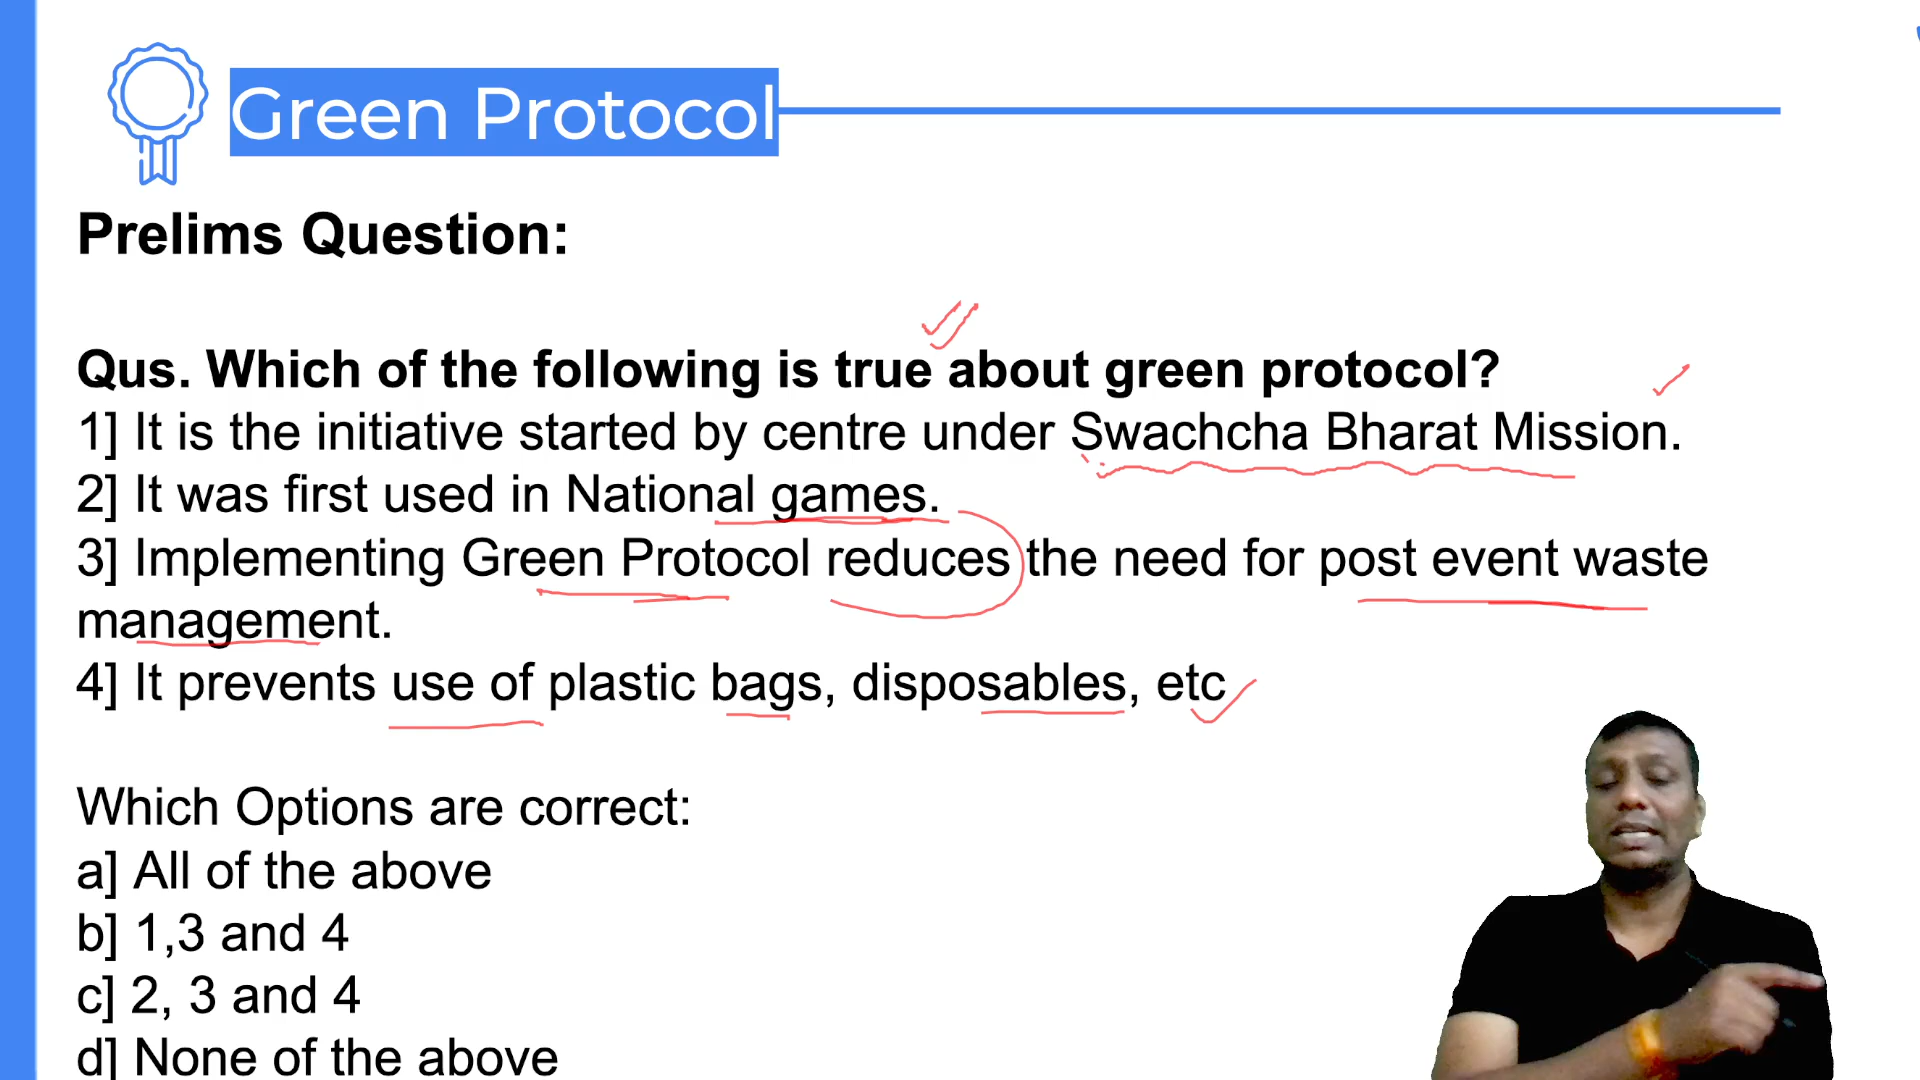 Green Protocol
Prelims Question:
Qus. Which of the following is true about green protocol?
1] It is the initiative started by centre under Swachcha Bharat Mission.
2] It was first used in National games.
3] Implementing Green Protocol reduces the need for post event waste
management.
4] It prevents use of plastic bags, disposables, etc
Which Options are correct:
a] All of the above
b] 1,3 and 4
c] 2, 3 and 4
d] None of the above